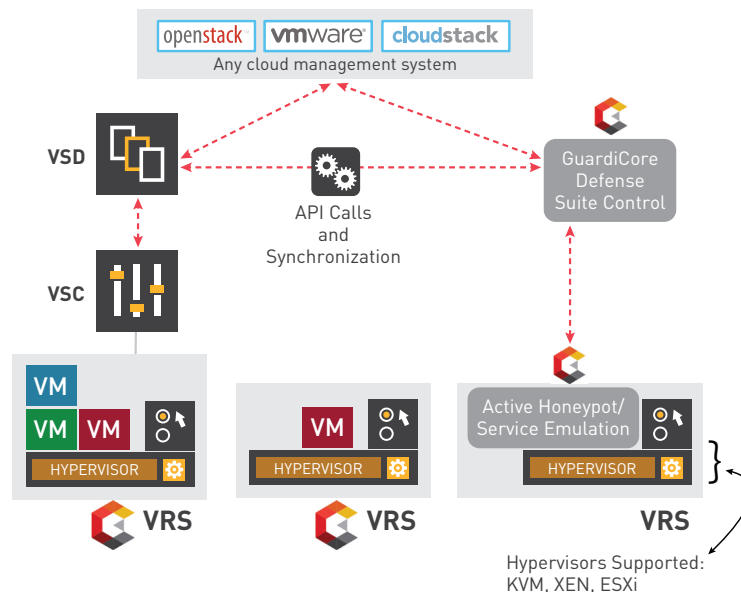 openstack™ vmware® cloudstack
Any cloud management system
VSD
GuardiCore
Defense
Suite Control
API Calls
and
Synchronization
VSC
VM
VM VM
HYPERVISOR
VRS
VM
HYPERVISOR
VRS
Active Honeypot/
Service Emulation
HYPERVISOR
VRS
Hypervisors Supported:
KVM, XEN, ESXi